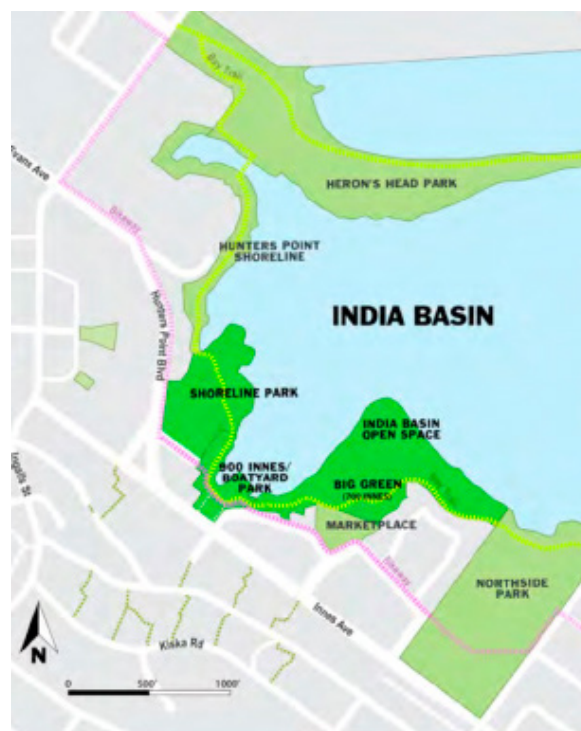 Bay Trail
Evans Ave
HERON'S HEAD PARK
Bikeway
HUNTERS POINT
SHORELINE
Hunters Point Blvd
INDIA BASIN
SHORELINE PARK
INDIA BASIN
OPEN SPACE
Ingalls St
900 INNES/
BOATYARD
PARK
BIG GREEN
(700 INNES)
Bay Trail
MARKETPLACE
Bikeway
NORTHSIDE
PARK
Innes Ave
Kiska Rd
N
0 500' 1000'